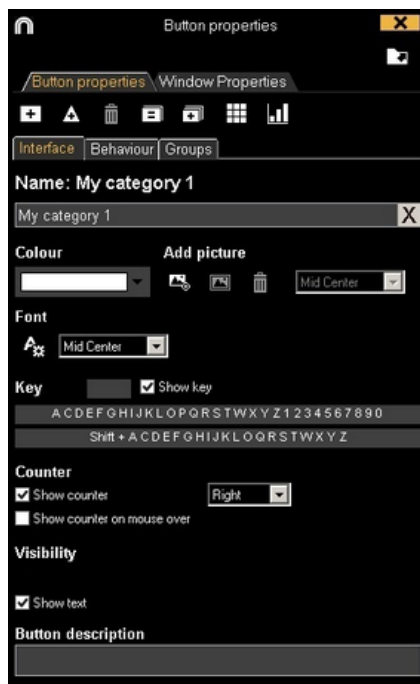 Button properties
Button properties Window Properties
Interface Behaviour Groups
Name: My category 1
My category 1 X
Colour Add picture
Mid Center
Font
Mid Center
Key Show key
A C D E F G H I J K L O P Q R S T W X Y Z 1 2 3 4 5 6 7 8 9 0
Shift + A C D E F G H I J K L O Q R S T W X Y Z
Counter
Show counter Right
Show counter on mouse over
Visibility
Show text
Button description